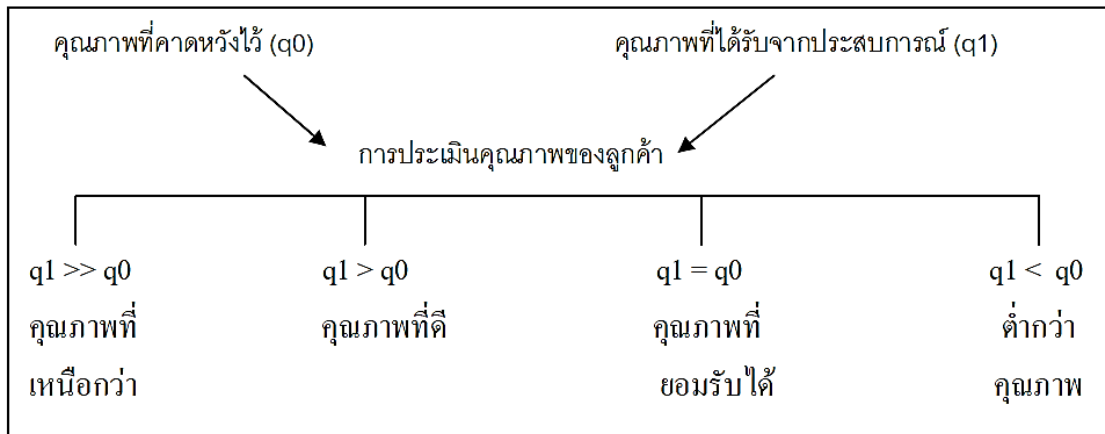 คุณภาพที่คาดหวังไว้ (q0) คุณภาพที่ได้รับจากประสบการณ์ (q1)
การประเมินคุณภาพของลูกค้า
q1 >> q0 q1 > q0 q1 = q0 q1 < q0
คุณภาพที่ คุณภาพที่ดี คุณภาพที่ ต่ำกว่า
เหนือกว่า ยอมรับได้ คุณภาพ